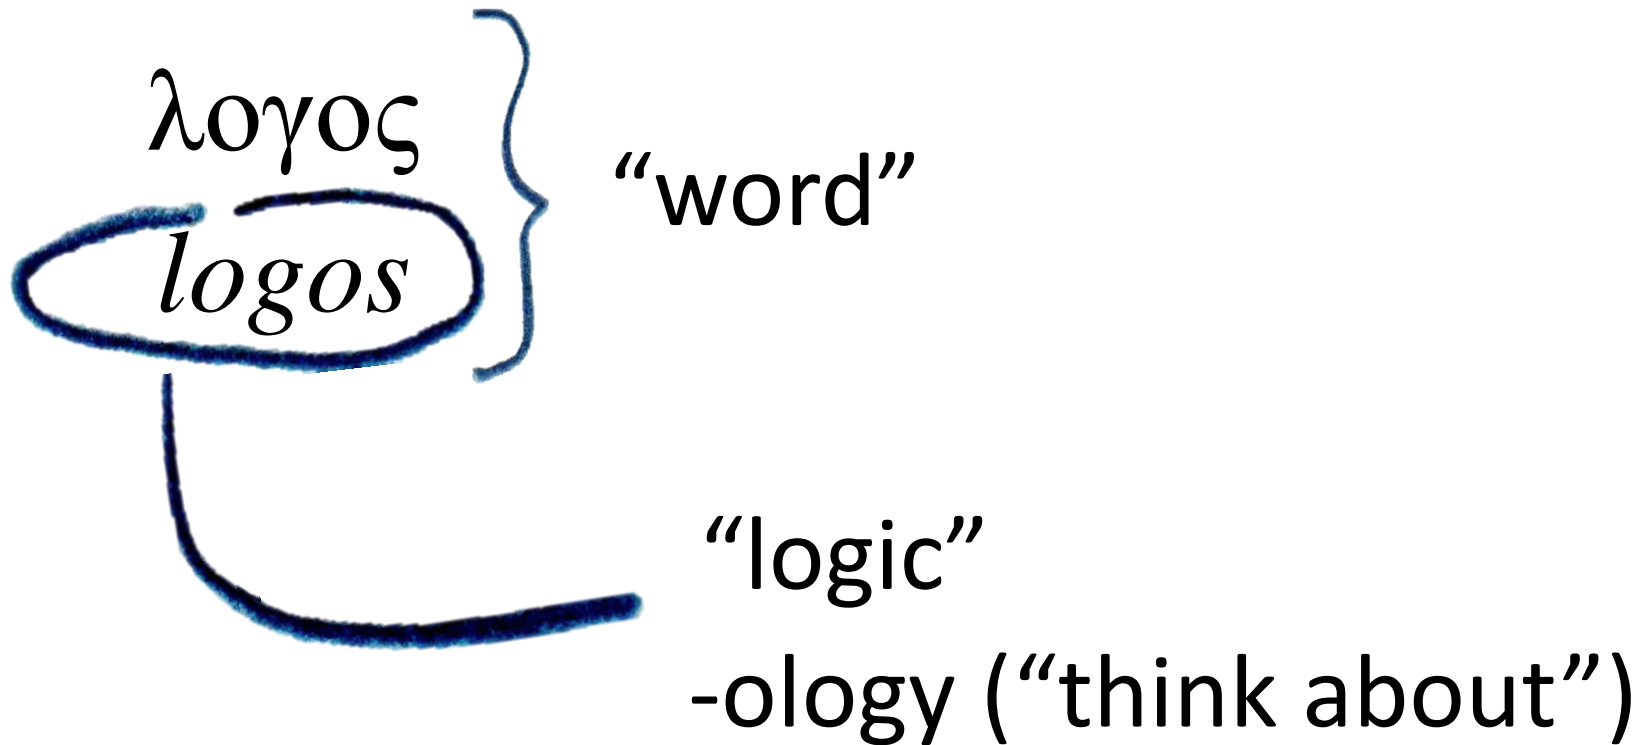 λογος
“word”
logos
“logic”
-ology (“think about”)